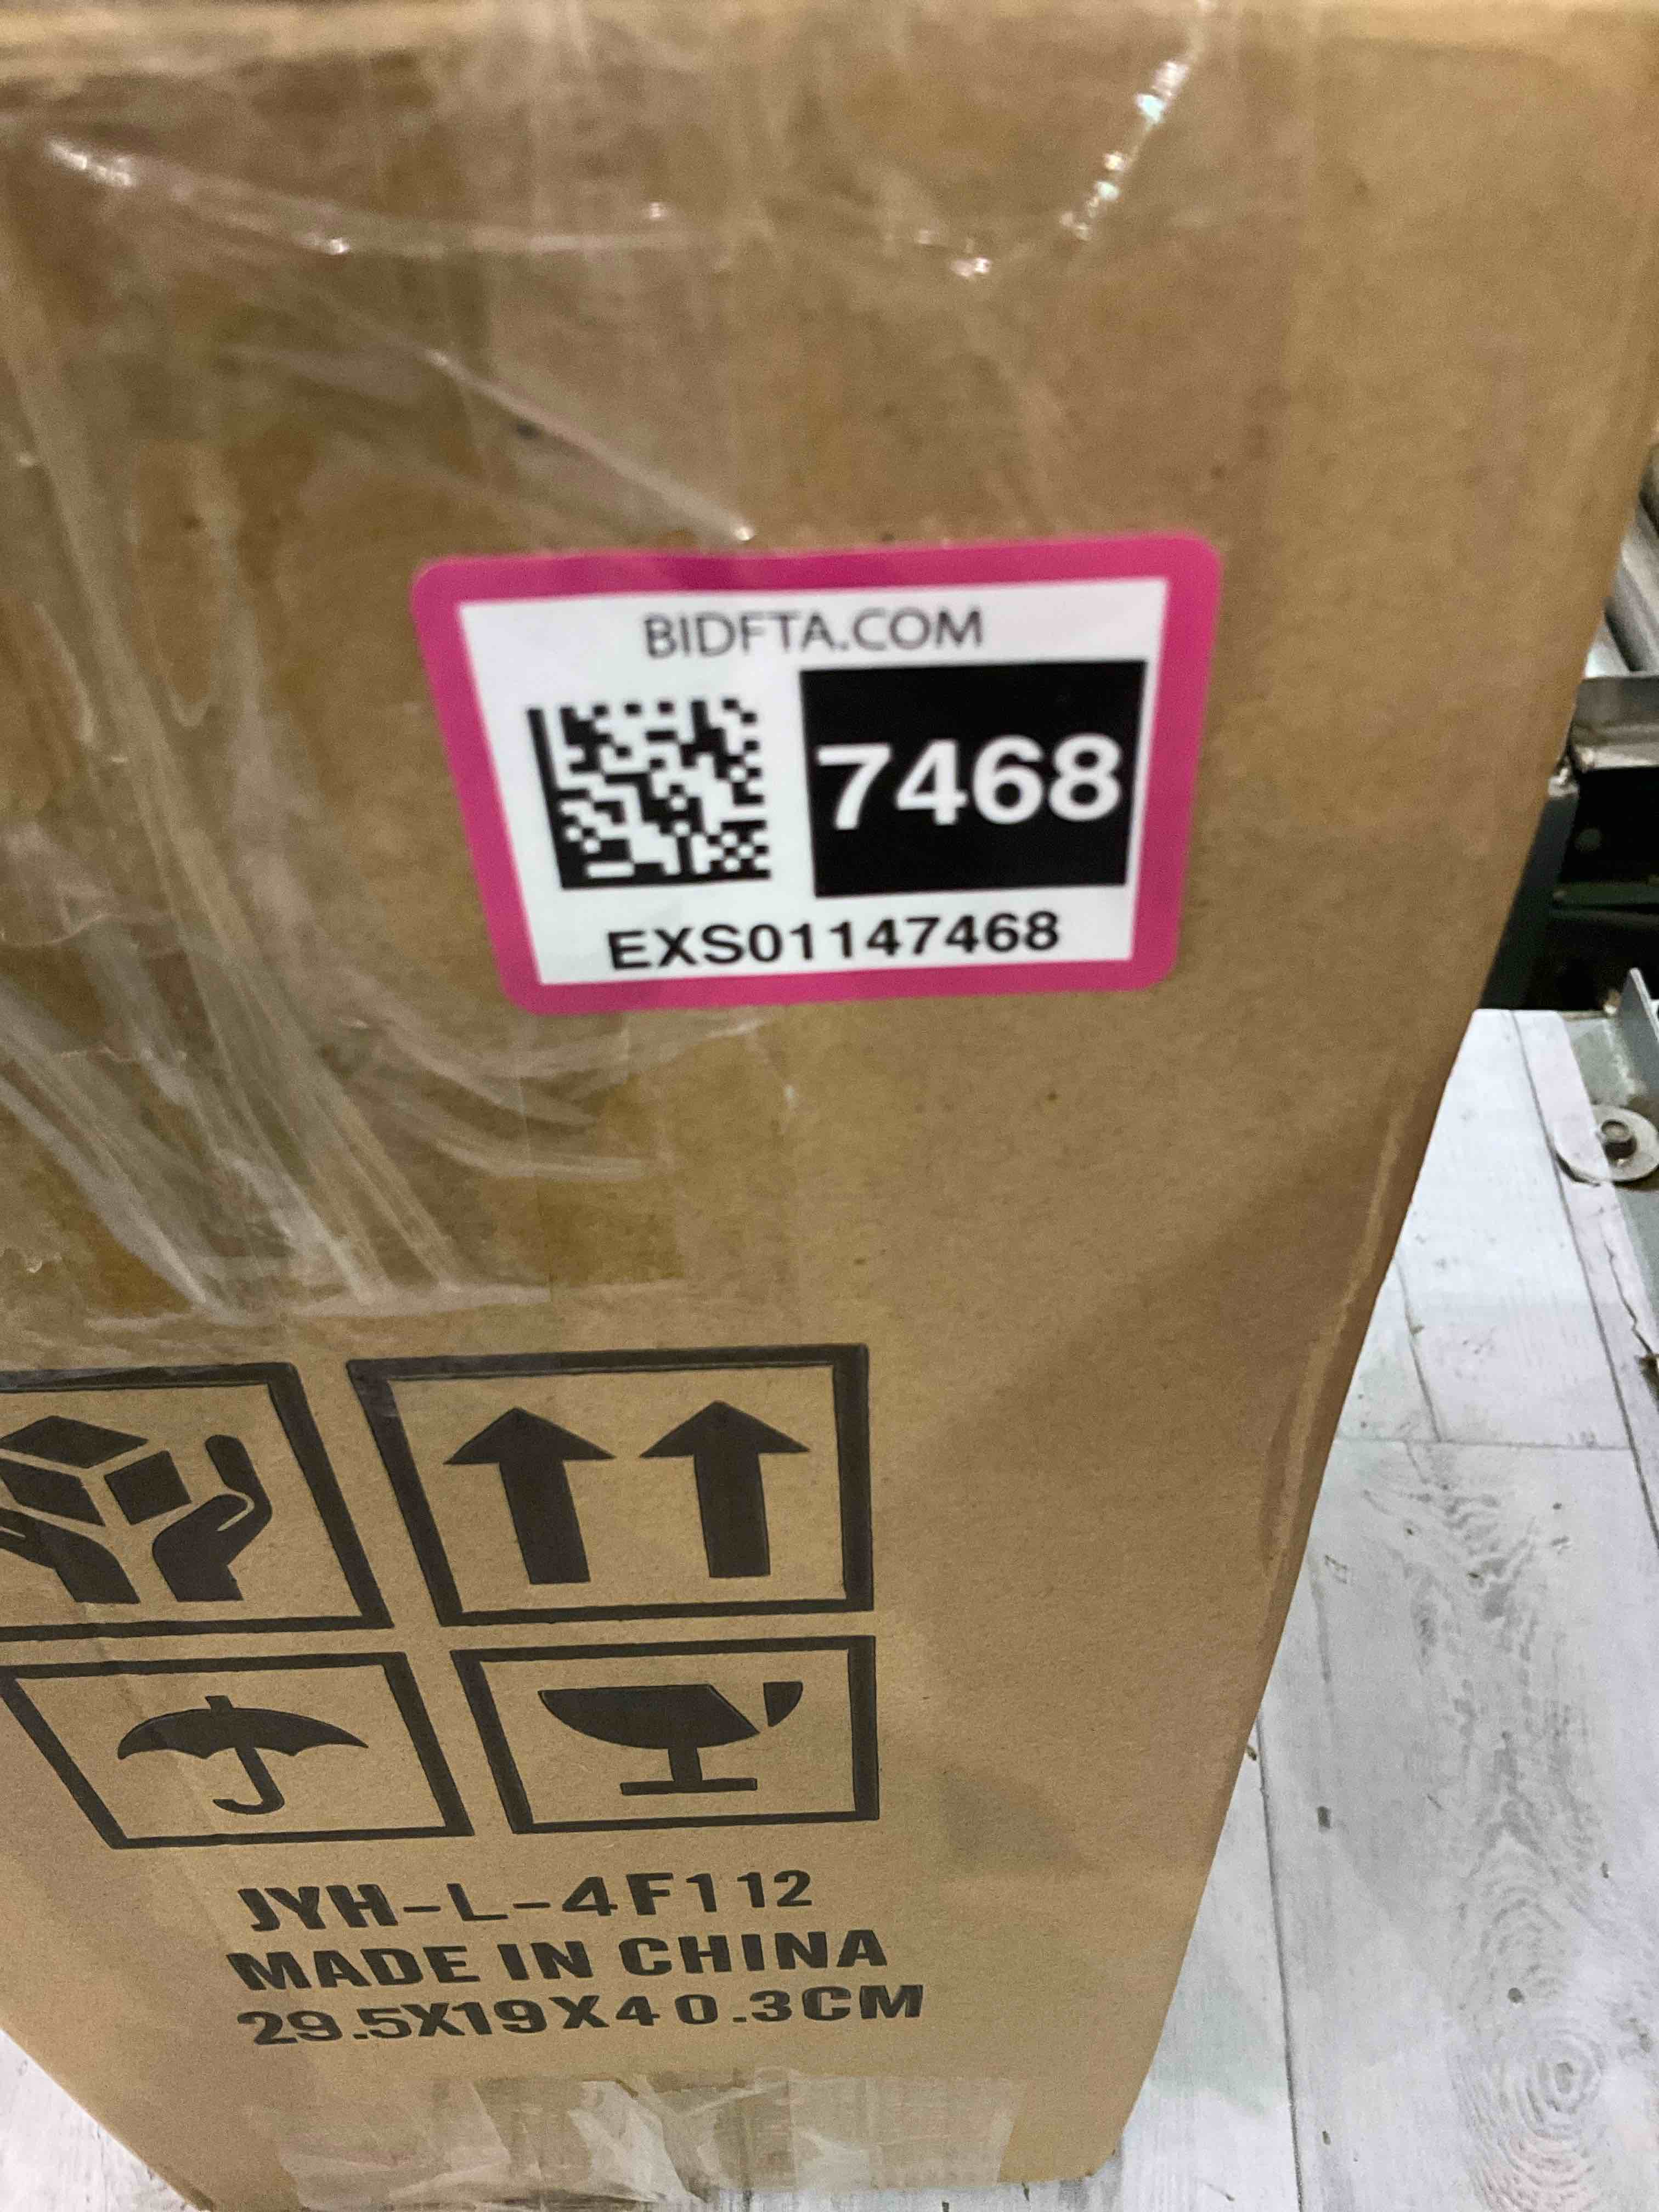 BIDFTA.COM
7468
EXS01147468
JYH-L-4F112
MADE IN CHINA
29.5X19X40.3CM